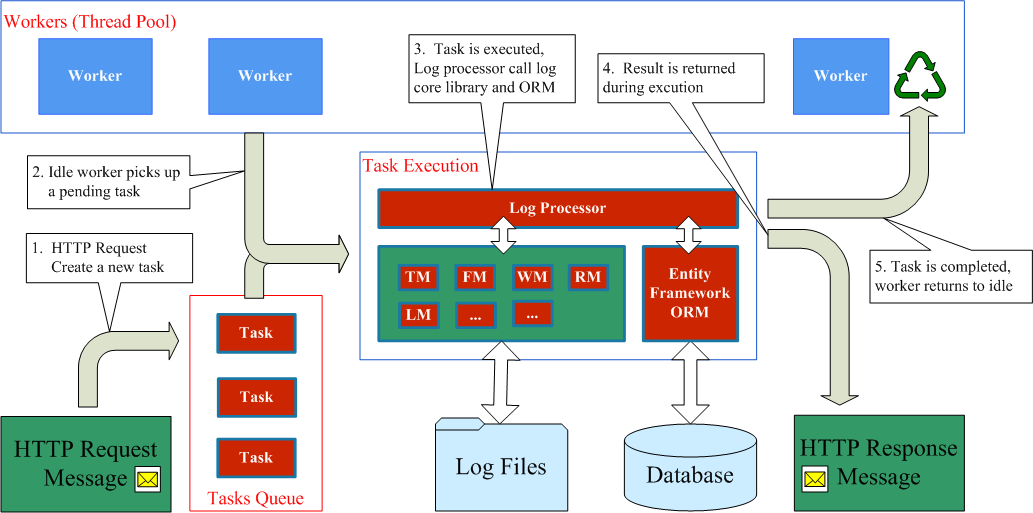 Workers (Thread Pool)
Worker
Worker
Worker
3.  Task is executed,
Log processor call log
core library and ORM
4.  Result is returned
during excution
2. Idle worker picks up
a pending task
1.  HTTP Request
Create a new task
Task Execution
Log Processor
TM
FM
WM
RM
LM
...
...
Entity
Framework
ORM
5. Task is completed,
worker returns to idle
Task
Task
Task
Tasks Queue
HTTP Request
Message
Log Files
Database
HTTP Response
Message